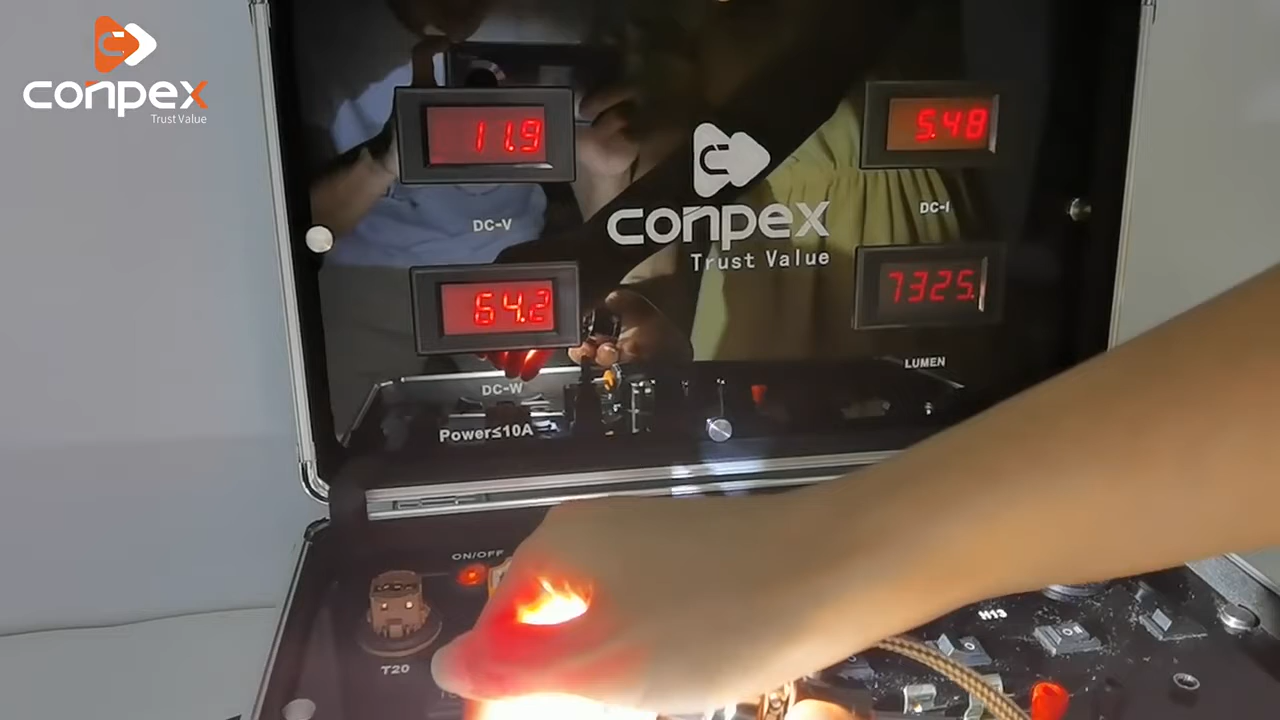 conpex
Trust Value
11.9
DC-V
5.48
DC-I
conpex
Trust Value
64.2
DC-W
7325.
LUMEN
Power≤10A
ON/OFF
T20
H13